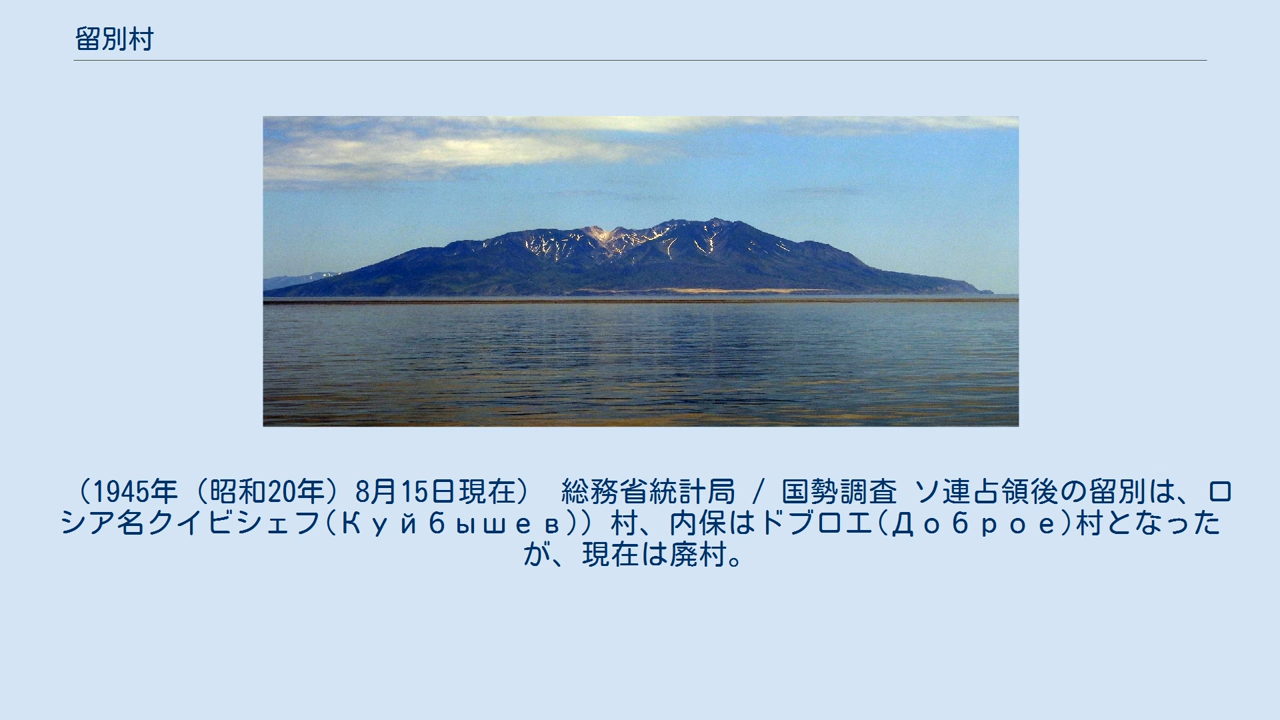 留別村
（1945年（昭和20年）8月15日現在）　総務省統計局 / 国勢調査 ソ連占領後の留別は、ロ
シア名クイビシェフ(Куйбышев)）村、内保はドブロエ(Доброе)村となった
が、現在は廃村。